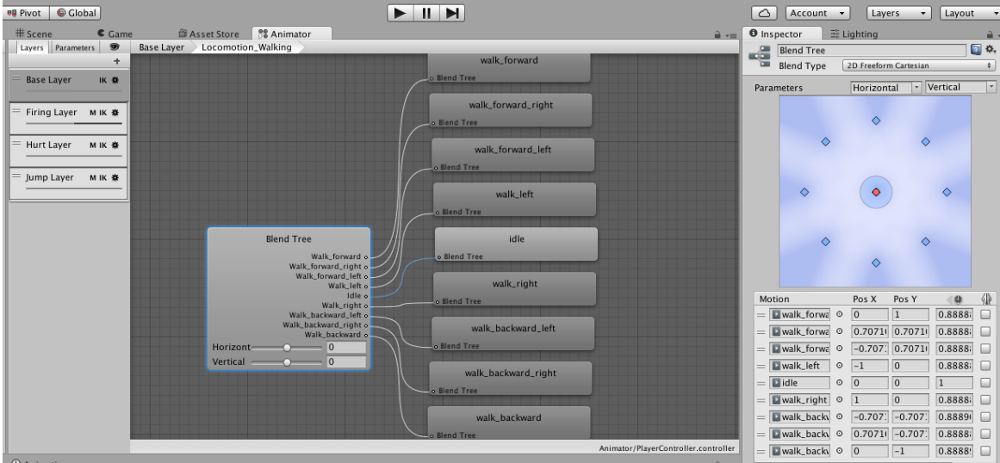 Pivot Global Account Layers Layout
Scene Game Asset Store Animator Inspector Lighting
Layers Parameters Base Layer Locomotion_Walking
+
Base Layer IK
Firing Layer M IK
Hurt Layer M IK
Jump Layer M IK
walk_forward
Blend Tree
walk_forward_right
Blend Tree
walk_forward_left
Blend Tree
walk_left
Blend Tree
idle
Blend Tree
walk_right
Blend Tree
walk_backward_left
Blend Tree
walk_backward_right
Blend Tree
walk_backward
Blend Tree
Blend Tree
Walk_forward
Walk_forward_right
Walk_forward_left
Walk_left
Idle
Walk_right
Walk_backward_left
Walk_backward_right
Walk_backward
Horizont 0
Vertical 0
Animator/PlayerController.controller
Blend Tree
Blend Type 2D Freeform Cartesian
Parameters Horizontal Vertical
Motion Pos X Pos Y
walk_forwa 0 1 0.8888
walk_forwa 0.7071 0.7071 0.8888
walk_forwa -0.707 0.7071 0.8888
walk_left -1 0 0.8888
idle 0 0 1
walk_right 1 0 0.8888
walk_backv -0.707 -0.707 0.8889
walk_backv 0.7071 -0.707 0.8888
walk_backv 0 -1 0.8888